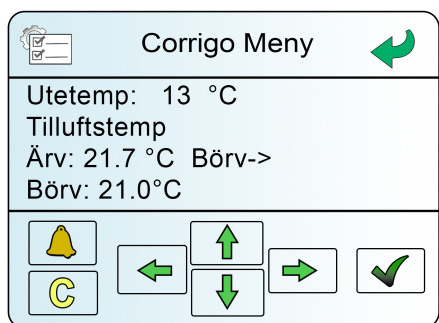 Corrigo Meny
Utetemp: 13 °C
Tilluftstemp
Ärv: 21.7 °C Börv->
Börv: 21.0°C
C